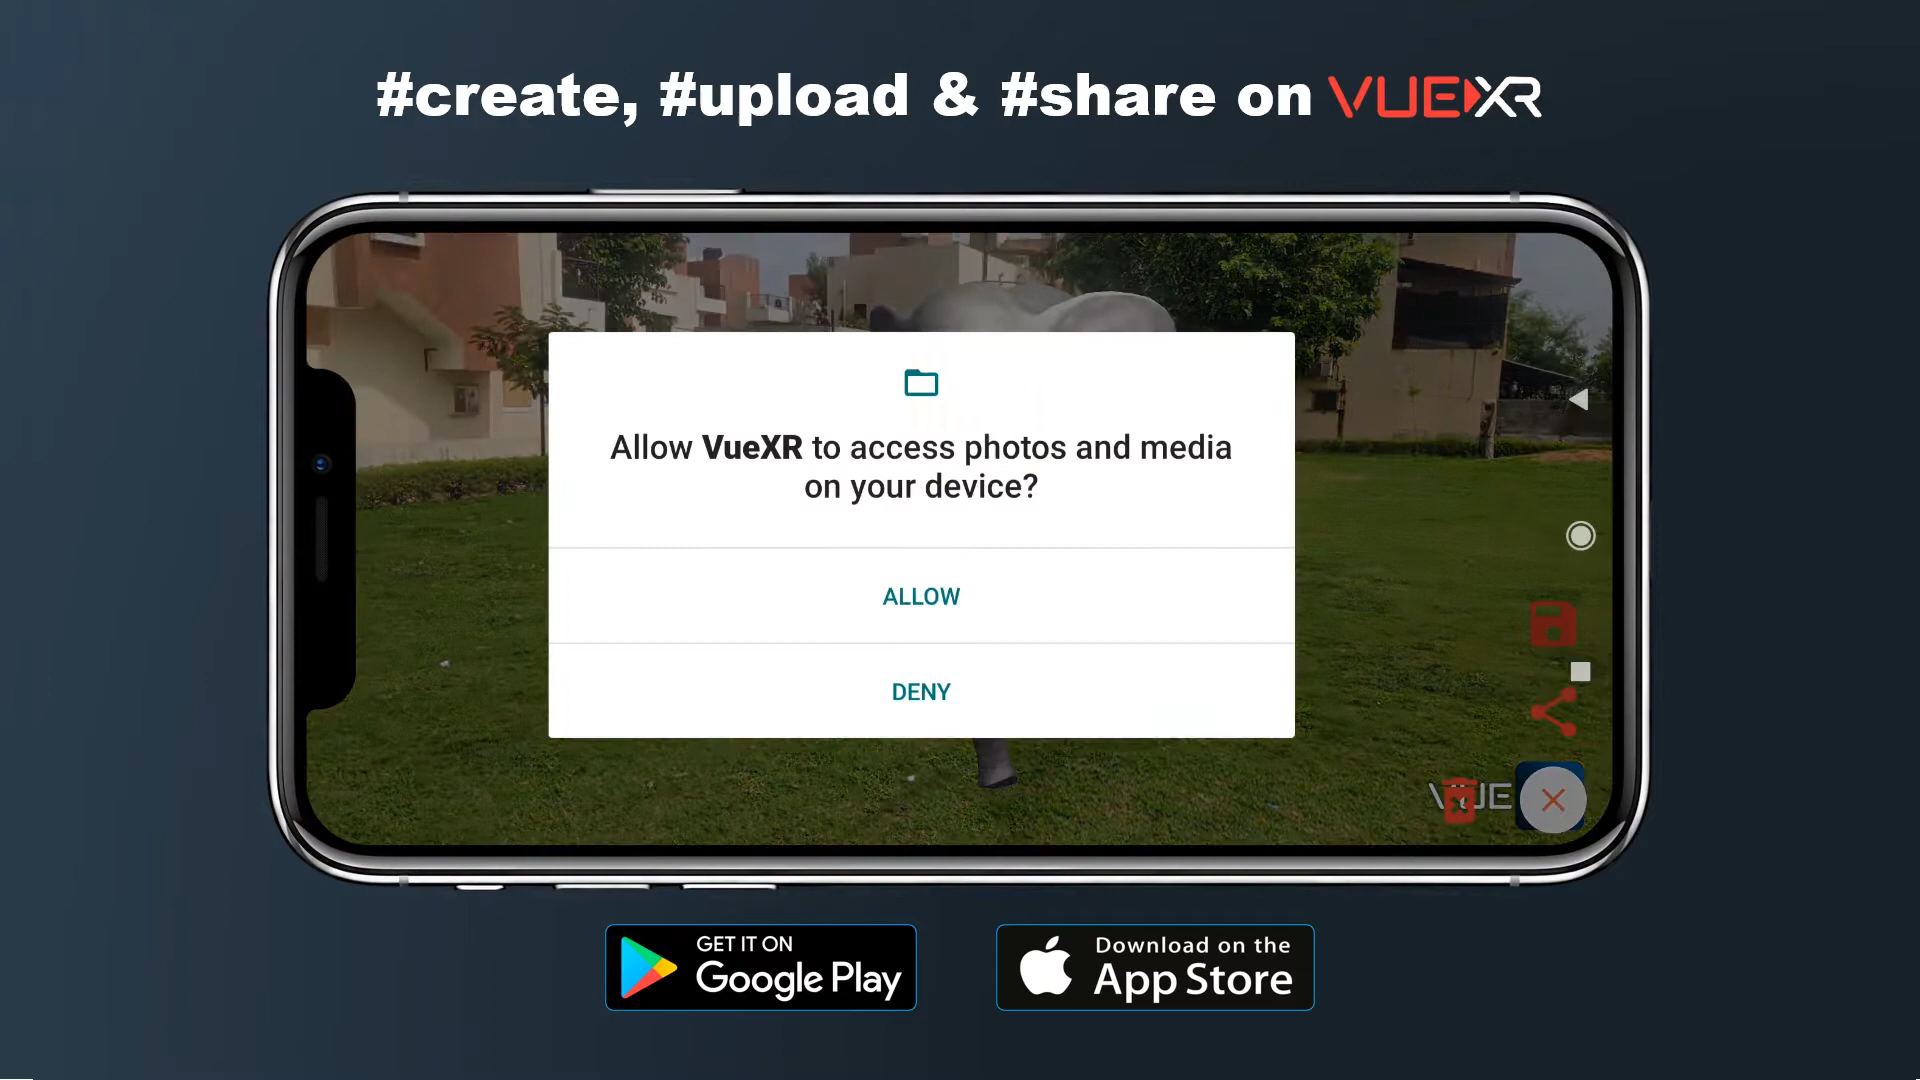 #create, #upload & #share on VUEXR
Allow VueXR to access photos and media
on your device?
ALLOW
DENY
VUE
GET IT ON
Google Play
Download on the
App Store